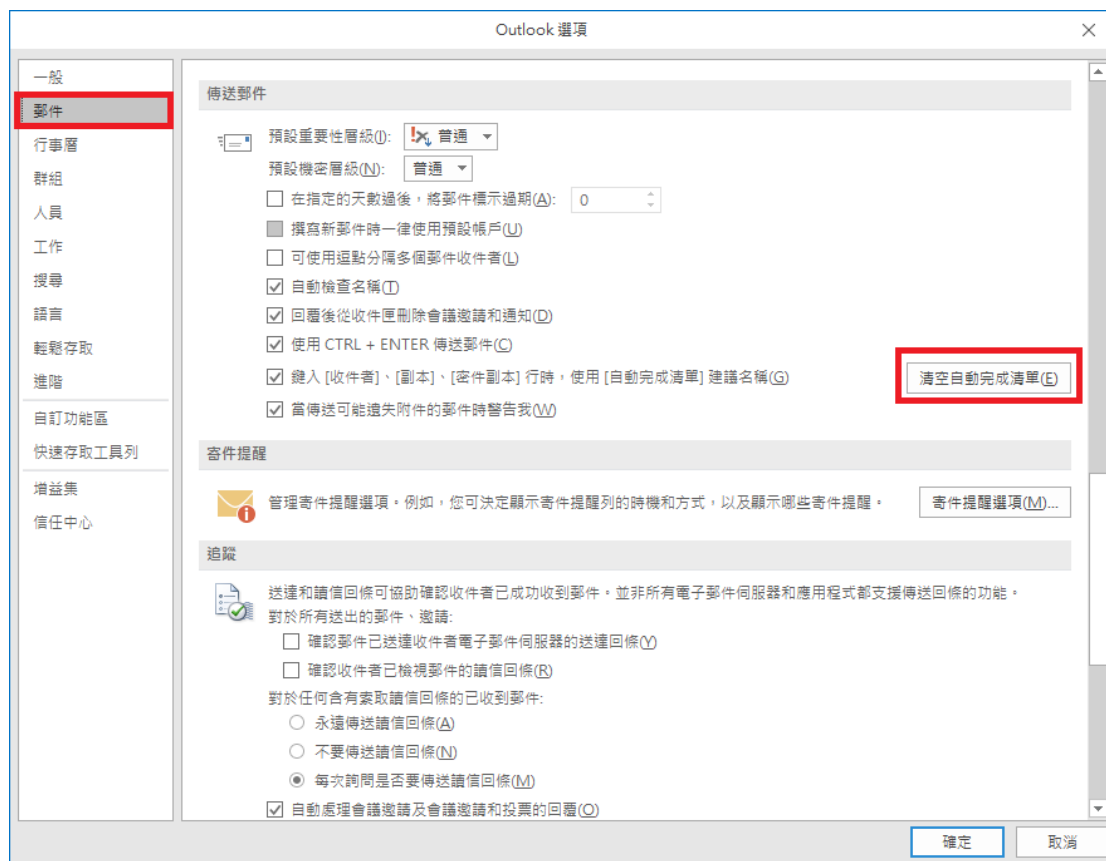 Outlook 選項
一般
郵件
行事曆
群組
人員
工作
搜尋
語言
輕鬆存取
進階
自訂功能區
快速存取工具列
增益集
信任中心
傳送郵件
預設重要性層級(I): 普通
預設機密層級(N): 普通
在指定的天數過後，將郵件標示過期(A): 0
撰寫新郵件時一律使用預設帳戶(U)
可使用逗點分隔多個郵件收件者(L)
自動檢查名稱(T)
回覆後從收件匣刪除會議邀請和通知(D)
使用 CTRL + ENTER 傳送郵件(C)
鍵入 [收件者]、[副本]、[密件副本] 行時，使用 [自動完成清單] 建議名稱(G) 清空自動完成清單(E)
當傳送可能遺失附件的郵件時警告我(W)
寄件提醒
管理寄件提醒選項。例如，您可決定顯示寄件提醒列的時機和方式，以及顯示哪些寄件提醒。 寄件提醒選項(M)...
追蹤
送達和讀信回條可協助確認收件者已成功收到郵件。並非所有電子郵件伺服器和應用程式都支援傳送回條的功能。
對於所有送出的郵件、邀請:
確認郵件已送達收件者電子郵件伺服器的送達回條(Y)
確認收件者已檢視郵件的讀信回條(R)
對於任何含有索取讀信回條的已收到郵件:
永遠傳送讀信回條(A)
不要傳送讀信回條(N)
每次詢問是否要傳送讀信回條(M)
自動處理會議邀請及會議邀請和投票的回覆(O)
確定 取消